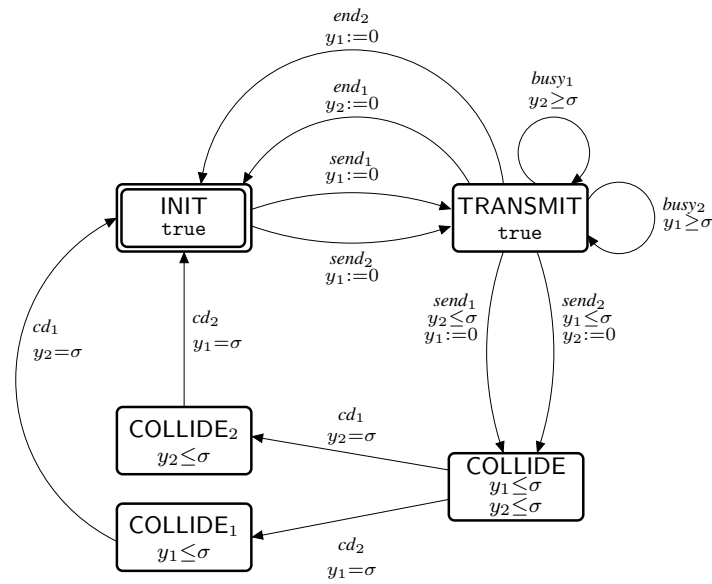 end₂
y₁:=0
end₁
y₂:=0
busy₁
y₂≥σ
send₁
y₁:=0
INIT
true
TRANSMIT
true
busy₂
y₁≥σ
send₂
y₁:=0
send₁
y₂≤σ
y₁:=0
send₂
y₁≤σ
y₂:=0
cd₁
y₂=σ
cd₂
y₁=σ
COLLIDE₂
y₂≤σ
cd₁
y₂=σ
COLLIDE
y₁≤σ
y₂≤σ
COLLIDE₁
y₁≤σ
cd₂
y₁=σ